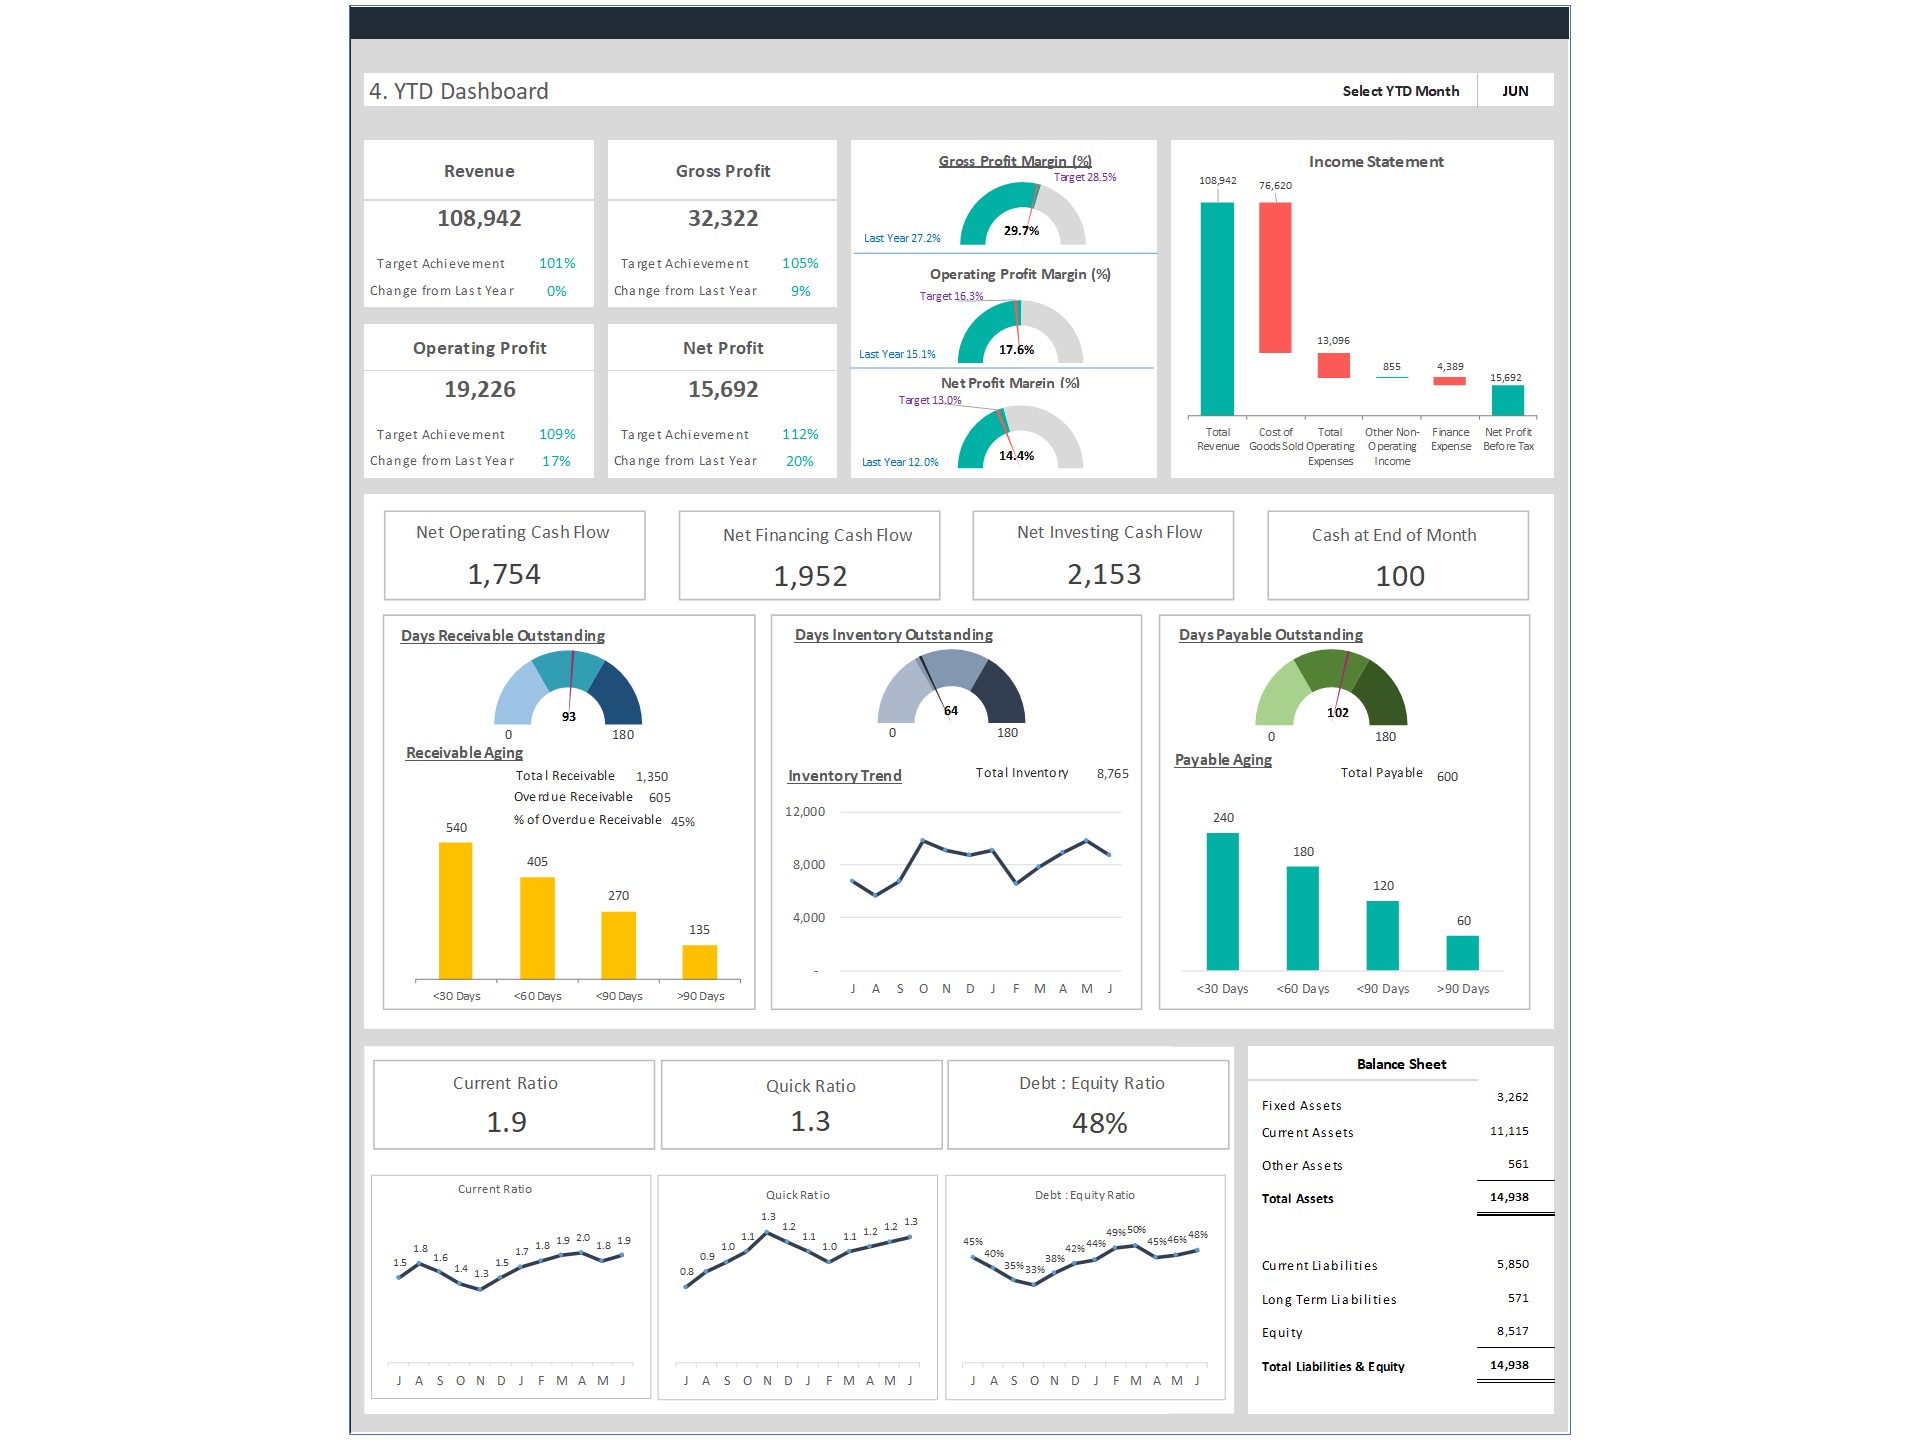 4. YTD Dashboard
Select YTD Month JUN
Revenue
108,942
Target Achievement 101%
Change from Last Year 0%
Gross Profit
32,322
Target Achievement 105%
Change from Last Year 9%
Operating Profit
19,226
Target Achievement 109%
Change from Last Year 17%
Net Profit
15,692
Target Achievement 112%
Change from Last Year 20%
Gross Profit Margin (%)
Target 28.5%
29.7%
Last Year 27.2%
Operating Profit Margin (%)
Target 16.3%
17.6%
Last Year 15.1%
Net Profit Margin (%)
Target 13.0%
14.4%
Last Year 12.0%
Income Statement
108,942 76,620 13,096 855 4,389 15,692
Total Revenue
Cost of Goods Sold
Total Operating Expenses
Other Non-Operating Income
Finance Expense
Net Profit Before Tax
Net Operating Cash Flow
1,754
Net Financing Cash Flow
1,952
Net Investing Cash Flow
2,153
Cash at End of Month
100
Days Receivable Outstanding
93
0 180
Receivable Aging
Total Receivable 1,350
Overdue Receivable 605
% of Overdue Receivable 45%
540 405 270 135
<30 Days <60 Days <90 Days >90 Days
Days Inventory Outstanding
64
0 180
Inventory Trend
Total Inventory 8,765
12,000
8,000
4,000
-
J A S O N D J F M A M J
Days Payable Outstanding
102
0 180
Payable Aging
Total Payable 600
240 180 120 60
<30 Days <60 Days <90 Days >90 Days
Current Ratio
1.9
Quick Ratio
1.3
Debt : Equity Ratio
48%
Current Ratio
1.5 1.8 1.6 1.4 1.3 1.5 1.7 1.8 1.9 2.0 1.8 1.9
J A S O N D J F M A M J
Quick Ratio
0.8 0.9 1.0 1.1 1.3 1.2 1.1 1.0 1.1 1.2 1.2 1.3
J A S O N D J F M A M J
Debt : Equity Ratio
45% 40% 35% 33% 38% 42% 44% 49% 50% 45% 46% 48%
J A S O N D J F M A M J
Balance Sheet
Fixed Assets 3,262
Current Assets 11,115
Other Assets 561
Total Assets 14,938
Current Liabilities 5,850
Long Term Liabilities 571
Equity 8,517
Total Liabilities & Equity 14,938